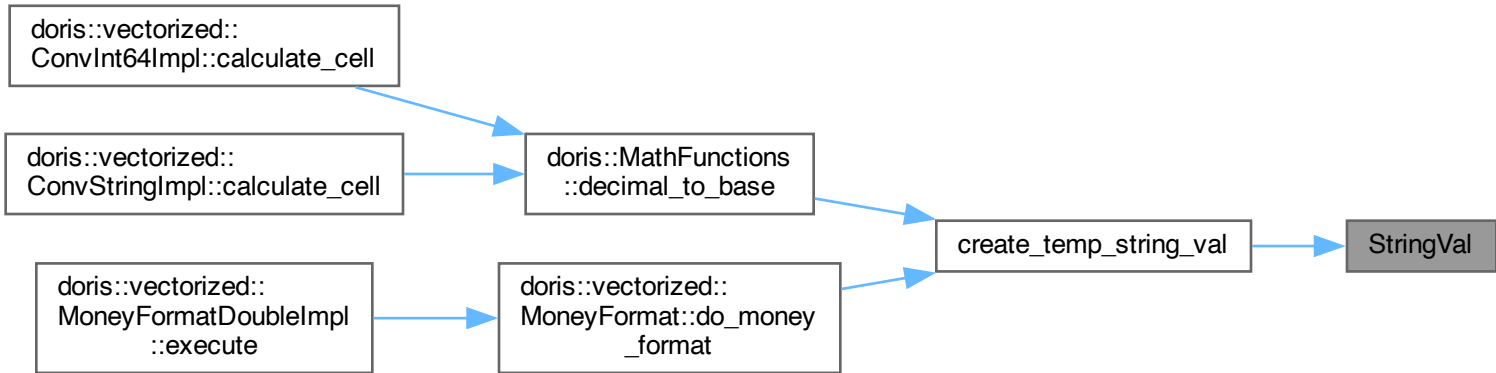 doris::vectorized::
ConvInt64Impl::calculate_cell
doris::vectorized::
ConvStringImpl::calculate_cell
doris::MathFunctions
::decimal_to_base
create_temp_string_val
StringVal
doris::vectorized::
MoneyFormatDoubleImpl
::execute
doris::vectorized::
MoneyFormat::do_money
_format